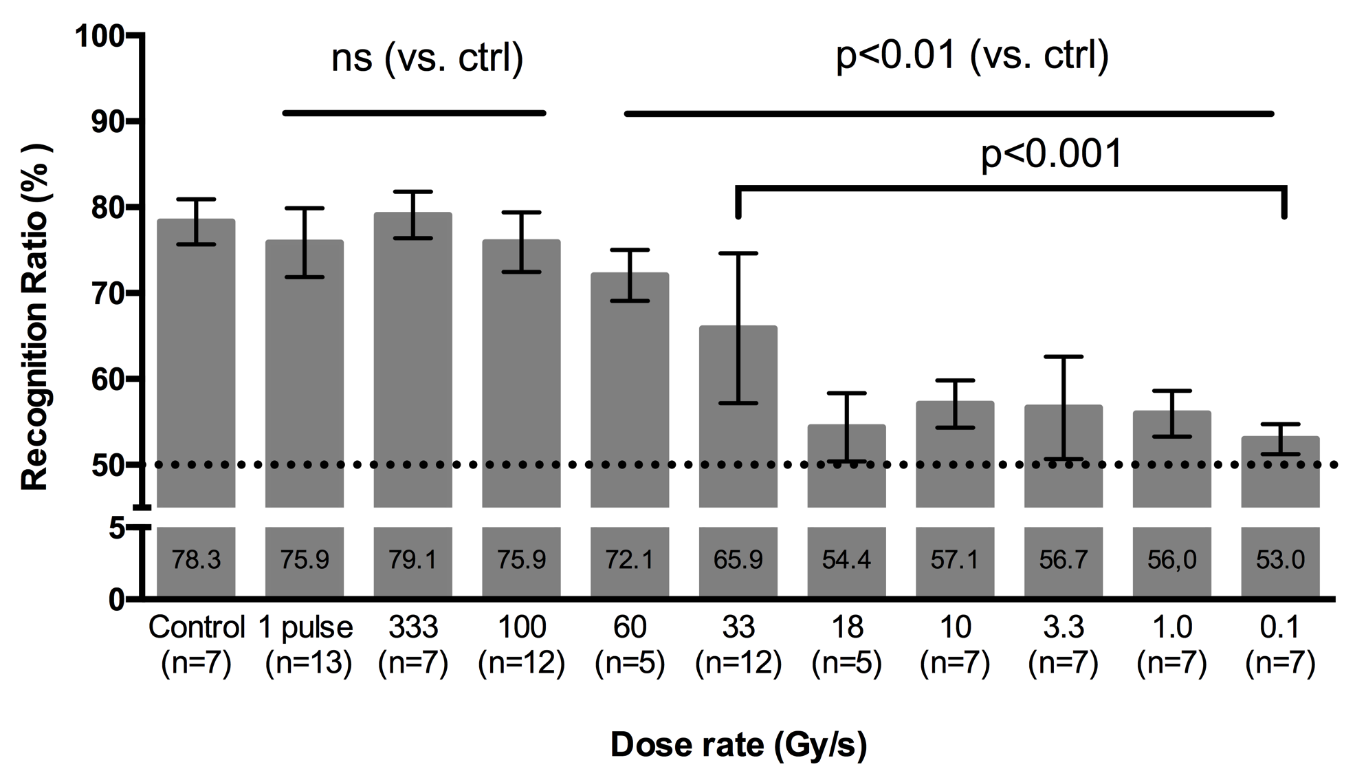 100
ns (vs. ctrl)
p<0.01 (vs. ctrl)
90
p<0.001
80
70
60
50
5
0
Recognition Ratio (% )
78.3 75.9 79.1 75.9 72.1 65.9 54.4 57.1 56.7 56,0 53.0
Control 1 pulse 333 100 60 33 18 10 3.3 1.0 0.1
(n=7) (n=13) (n=7) (n=12) (n=5) (n=12) (n=5) (n=7) (n=7) (n=7) (n=7)
Dose rate (Gy/s)